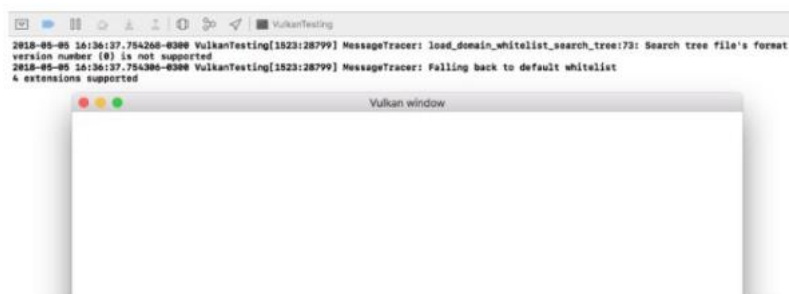 VulkanTesting
2018-05-05 16:36:37.754268-0300 VulkanTesting[1523:28799] MessageTracer: load_domain_whitelist_search_tree:73: Search tree file's format
version number (0) is not supported
2018-05-05 16:36:37.754306-0300 VulkanTesting[1523:28799] MessageTracer: Falling back to default whitelist
4 extensions supported
Vulkan window